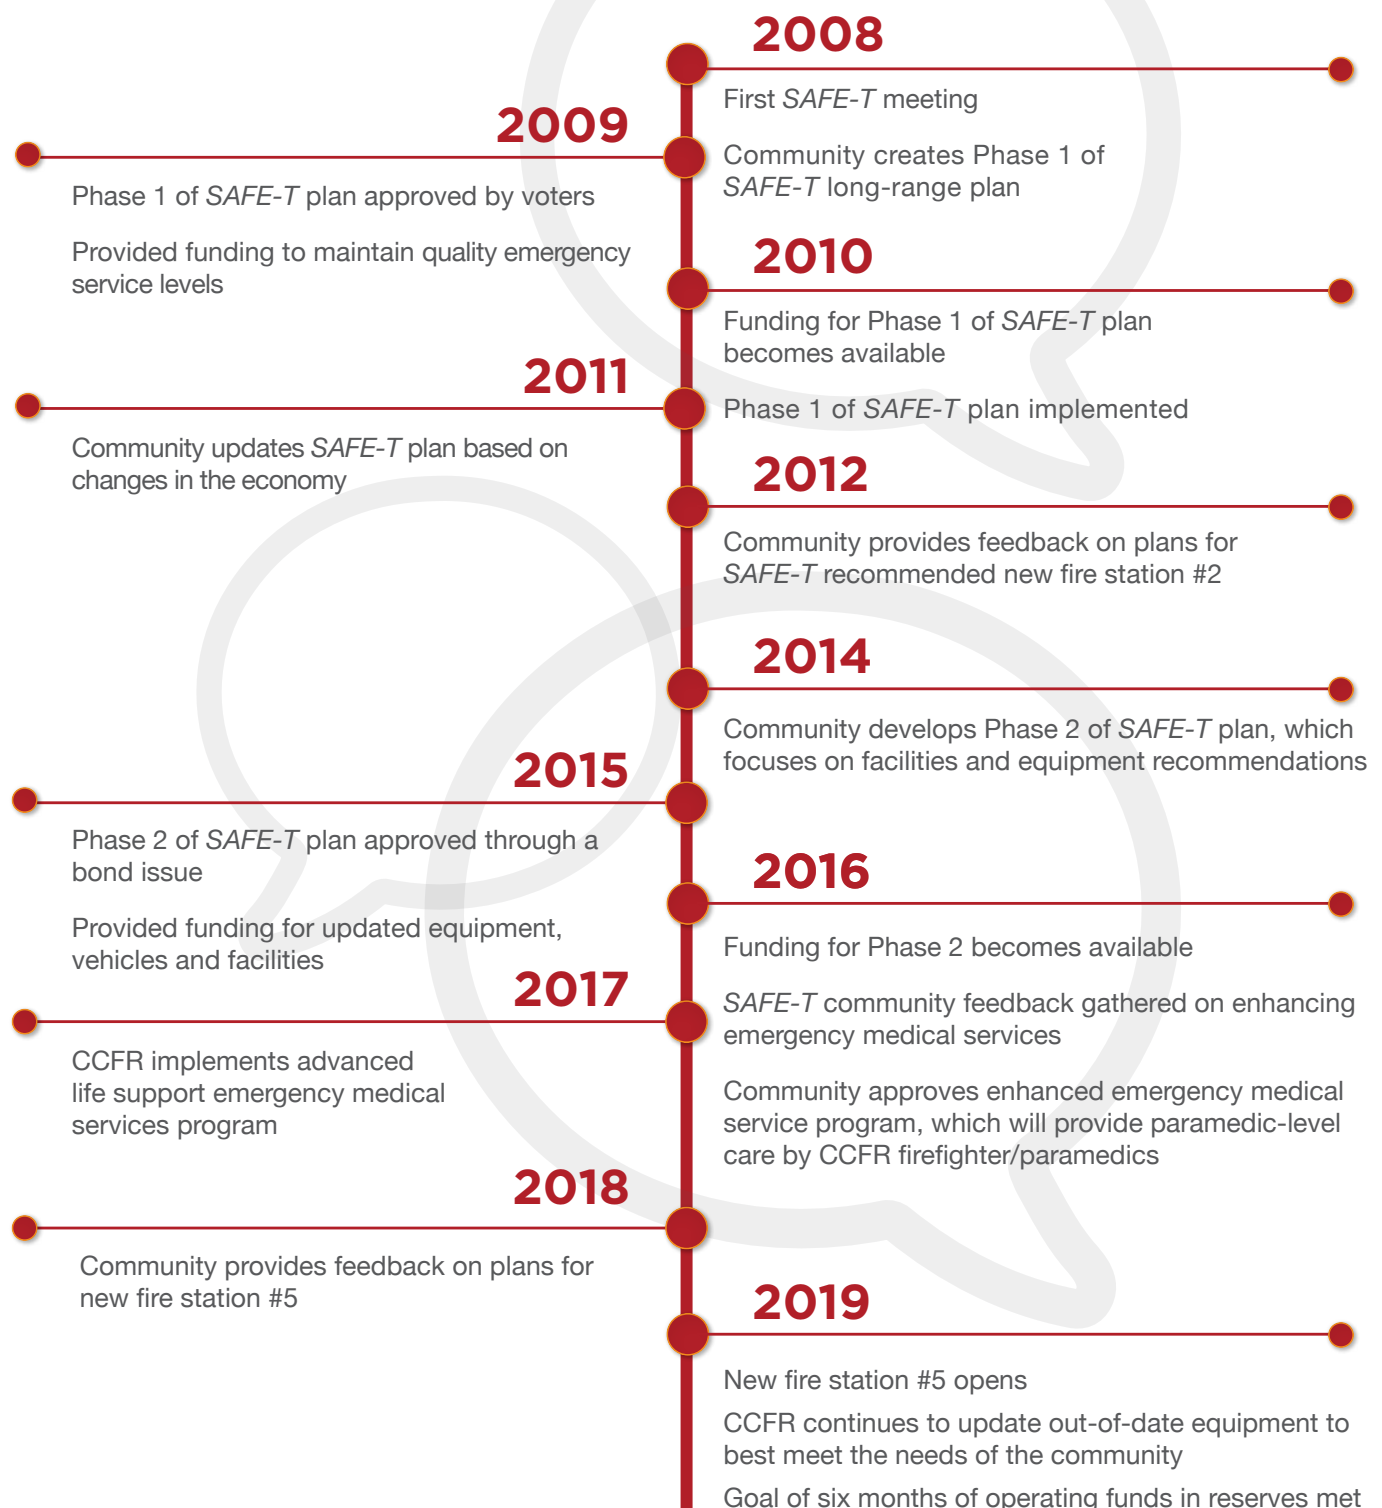 2008
First SAFE-T meeting
Community creates Phase 1 of
SAFE-T long-range plan
2009
Phase 1 of SAFE-T plan approved by voters
Provided funding to maintain quality emergency
service levels
2010
Funding for Phase 1 of SAFE-T plan
becomes available
Phase 1 of SAFE-T plan implemented
2011
Community updates SAFE-T plan based on
changes in the economy
2012
Community provides feedback on plans for
SAFE-T recommended new fire station #2
2014
Community develops Phase 2 of SAFE-T plan, which
focuses on facilities and equipment recommendations
2015
Phase 2 of SAFE-T plan approved through a
bond issue
Provided funding for updated equipment,
vehicles and facilities
2016
Funding for Phase 2 becomes available
SAFE-T community feedback gathered on enhancing
emergency medical services
Community approves enhanced emergency medical
service program, which will provide paramedic-level
care by CCFR firefighter/paramedics
2017
CCFR implements advanced
life support emergency medical
services program
2018
Community provides feedback on plans for
new fire station #5
2019
New fire station #5 opens
CCFR continues to update out-of-date equipment to
best meet the needs of the community
Goal of six months of operating funds in reserves met